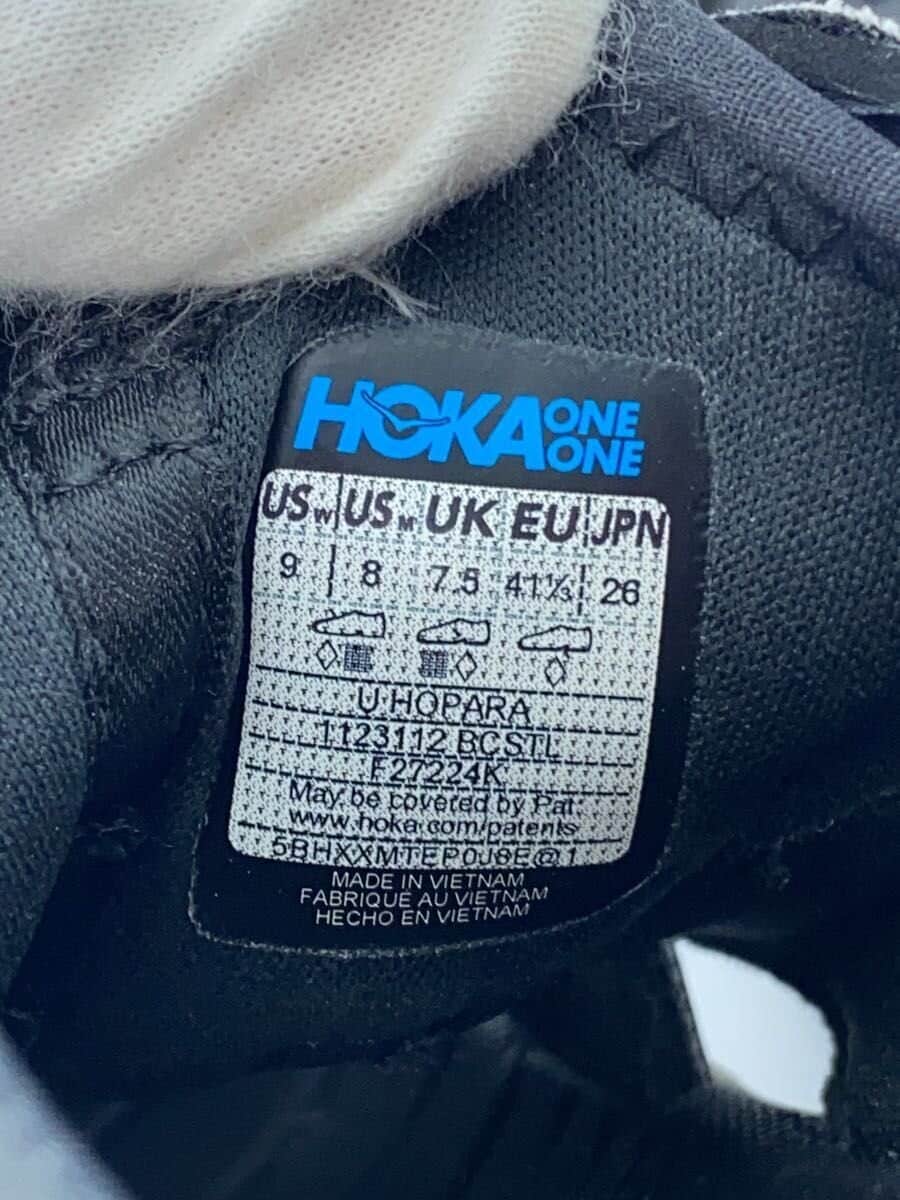 HOKA ONE ONE
US W US M UK EU JPN
9 8 7.5 41⅓ 26
U HOPARA
1123112 BCSTL
F27224K
May be covered by Pat:
www.hoka.com/patents
5BHXXMTEP0J8E@1
MADE IN VIETNAM
FABRIQUE AU VIETNAM
HECHO EN VIETNAM